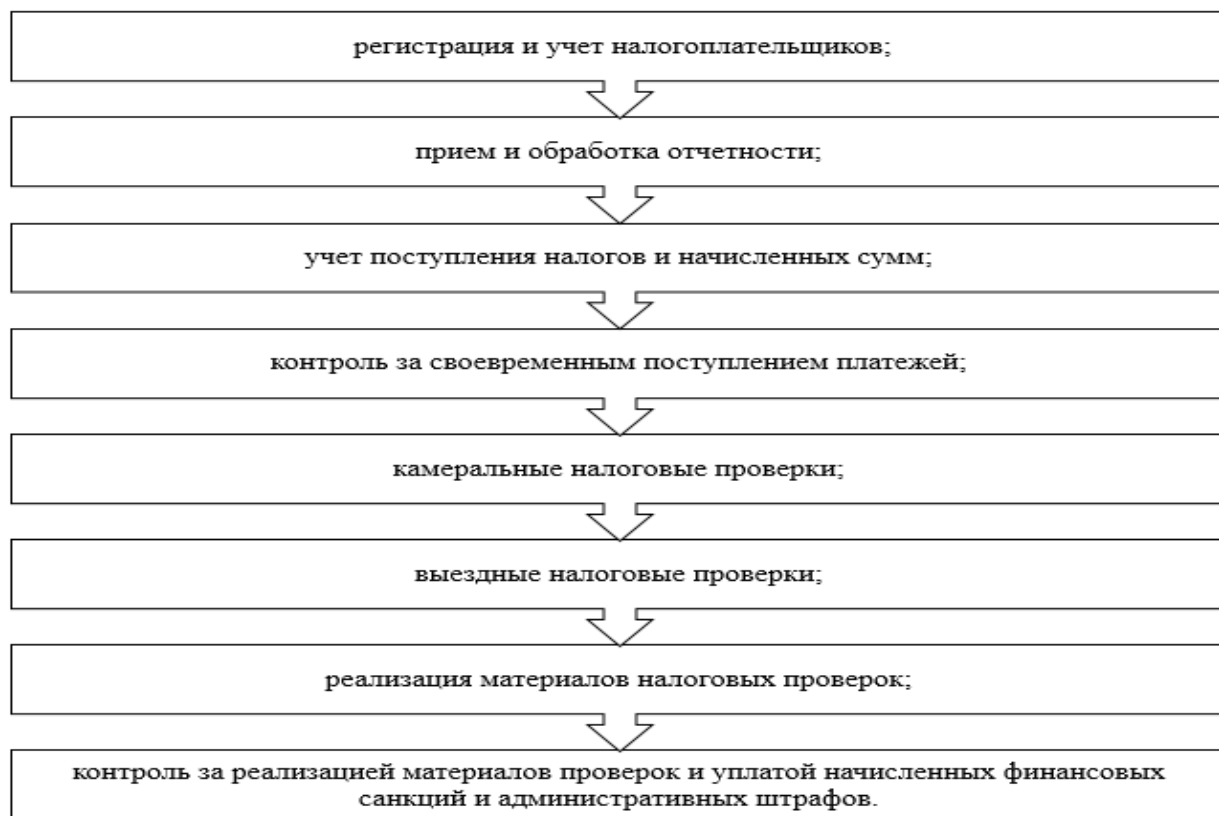 регистрация и учет налогоплательщиков;
прием и обработка отчетности;
учет поступления налогов и начисленных сумм;
контроль за своевременным поступлением платежей;
камеральные налоговые проверки;
выездные налоговые проверки;
реализация материалов налоговых проверок;
контроль за реализацией материалов проверок и уплатой начисленных финансовых
санкций и административных штрафов.